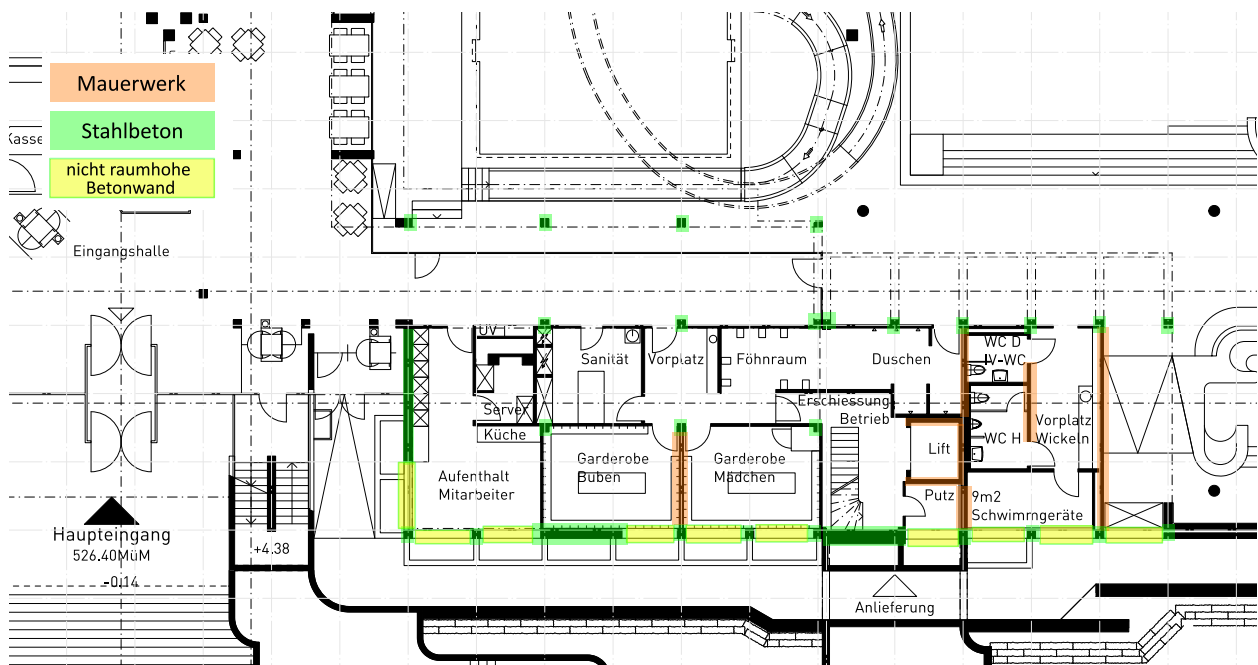 Mauerwerk
Stahlbeton
nicht raumhohe
Betonwand
Kasse
Eingangshalle
UV
Sanität
Vorplatz
Föhnraum
Duschen
WC D
IV-WC
Server
Küche
Erschiessung
Betrieb
WC H
Vorplatz
Wickeln
Lift
Garderobe
Buben
Garderobe
Mädchen
Aufenthalt
Mitarbeiter
Putz
9m2
Schwimmgeräte
Haupteingang
526.40MüM
-0.14
+4.38
Anlieferung